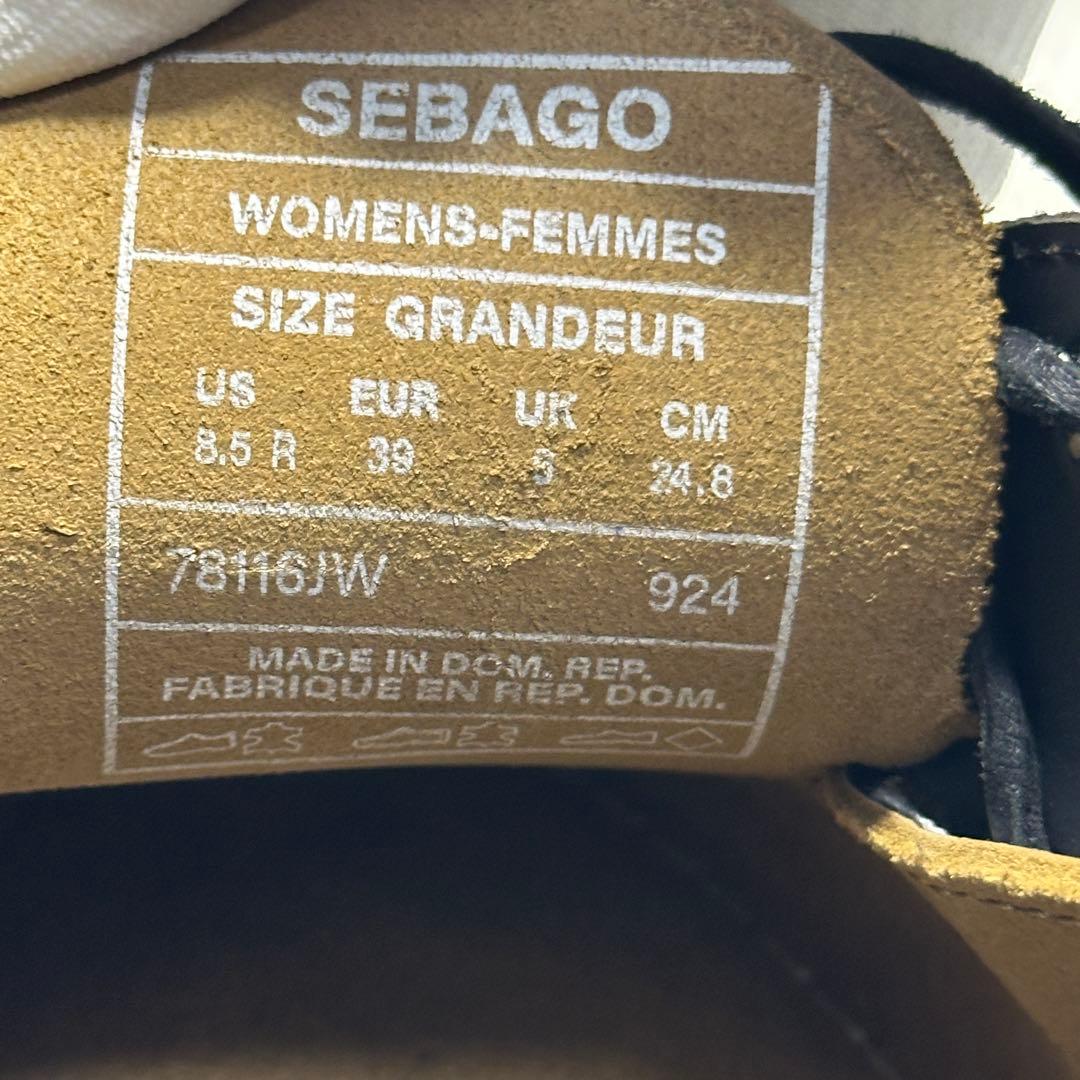 SEBAGO
WOMENS-FEMMES
SIZE GRANDEUR
US EUR UK CM
8.5 R 39 24.8
78116JW 924
MADE IN DOM. REP.
FABRIQUE EN REP. DOM.